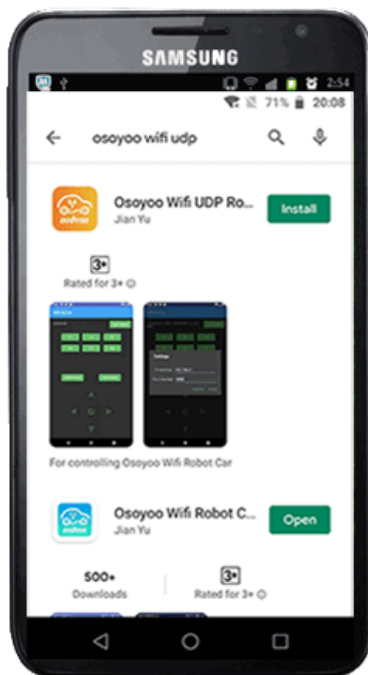 SAMSUNG
2:54
71% 20:08
osoyoo wifi udp
Osoyoo Wifi UDP Ro...
Jian Yu
Install
3+
Rated for 3+
Settings
For controlling Osoyoo Wifi Robot Car
Osoyoo Wifi Robot C...
Jian Yu
Open
500+
Downloads
3+
Rated for 3+